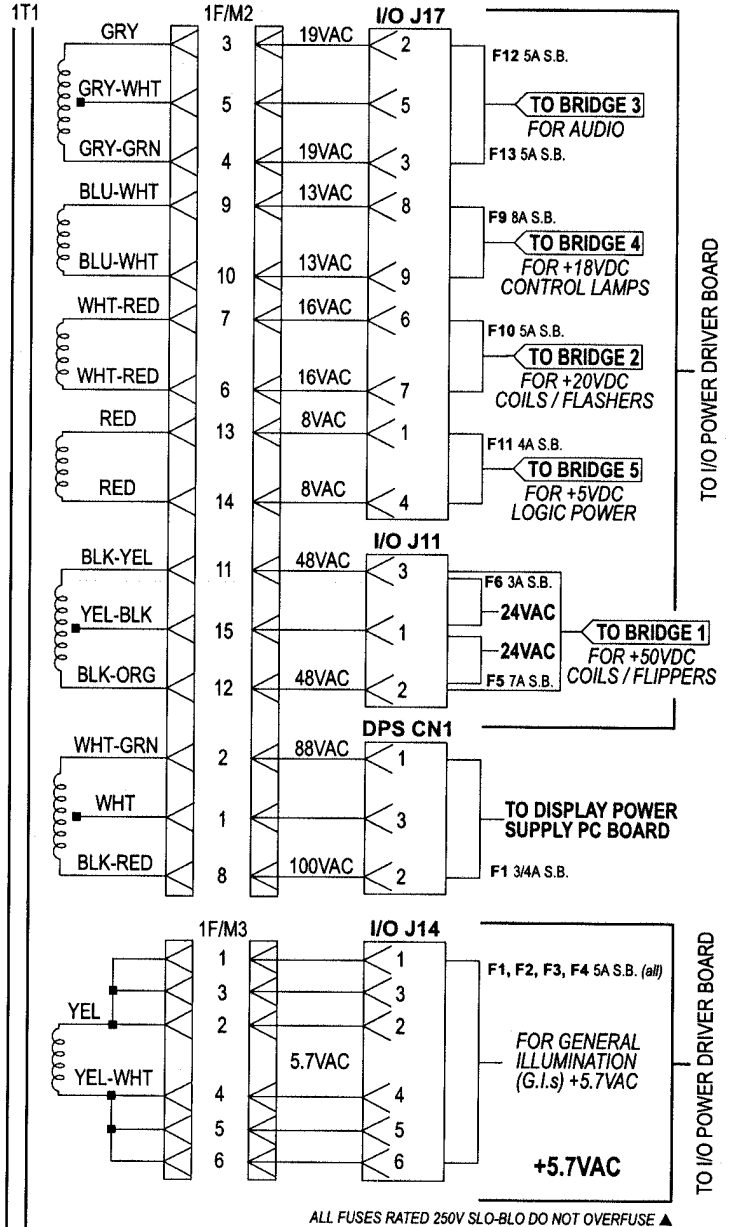 1T1 1F/M2 I/O J17
GRY 3 19VAC 2
F12 5A S.B.
GRY-WHT 5 5
TO BRIDGE 3
FOR AUDIO
GRY-GRN 4 19VAC 3
F13 5A S.B.
BLU-WHT 9 13VAC 8
F9 8A S.B.
TO BRIDGE 4
FOR +18VDC
CONTROL LAMPS
BLU-WHT 10 13VAC 9
WHT-RED 7 16VAC 6
F10 5A S.B.
TO BRIDGE 2
FOR +20VDC
COILS / FLASHERS
WHT-RED 6 16VAC 7
RED 13 8VAC 1
F11 4A S.B.
TO BRIDGE 5
FOR +5VDC
LOGIC POWER
RED 14 8VAC 4
TO I/O POWER DRIVER BOARD
I/O J11
BLK-YEL 11 48VAC 3
F6 3A S.B.
24VAC
YEL-BLK 15 1
TO BRIDGE 1
24VAC
FOR +50VDC
COILS / FLIPPERS
BLK-ORG 12 48VAC 2
F5 7A S.B.
DPS CN1
WHT-GRN 2 88VAC 1
WHT 1 3
TO DISPLAY POWER
SUPPLY PC BOARD
BLK-RED 8 100VAC 2
F1 3/4A S.B.
1F/M3 I/O J14
1 1
F1, F2, F3, F4 5A S.B. (all)
3 3
YEL 2 2
5.7VAC
FOR GENERAL
ILLUMINATION
(G.I.s) +5.7VAC
YEL-WHT 4 4
5 5
6 6
+5.7VAC
TO I/O POWER DRIVER BOARD
ALL FUSES RATED 250V SLO-BLO DO NOT OVERFUSE ▲